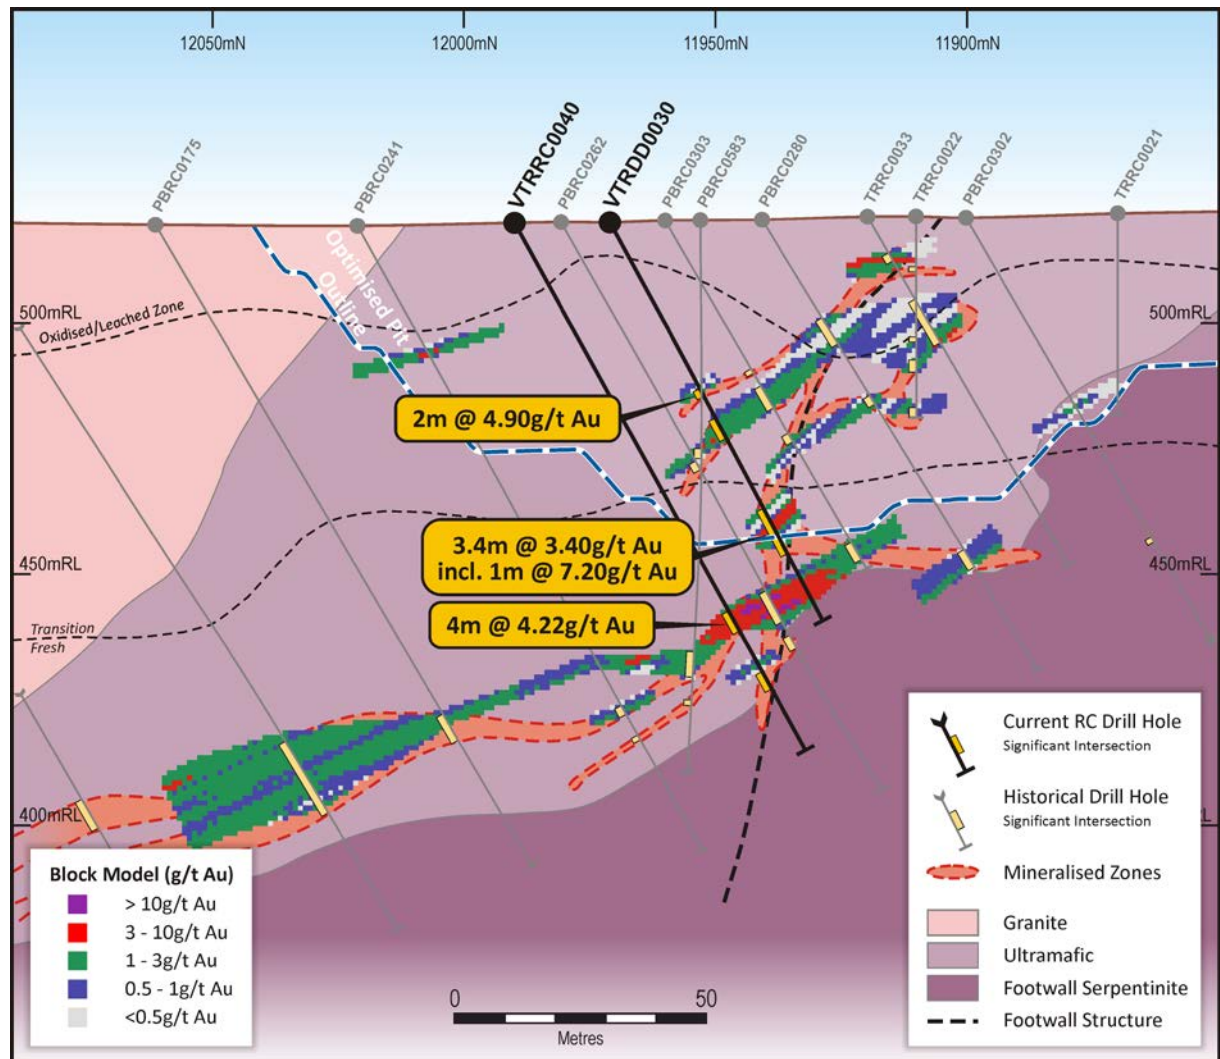 12050mN
12000mN
11950mN
11900mN
PBRC0175
PBRC0241
VTRRC0040
PBRC0262
VTRDD0030
PBRC0303
PBRC0583
PBRC0280
TRRC0033
TRRC0022
PBRC0302
TRRC0021
Optimised Pit
Outline
500mRL
Oxidised/Leached Zone
500mRL
2m @ 4.90g/t Au
3.4m @ 3.40g/t Au
incl. 1m @ 7.20g/t Au
450mRL
450mRL
4m @ 4.22g/t Au
Transition
Fresh
400mRL
Block Model (g/t Au)
> 10g/t Au
3 - 10g/t Au
1 - 3g/t Au
0.5 - 1g/t Au
<0.5g/t Au
0
50
Metres
Current RC Drill Hole
Significant Intersection
Historical Drill Hole
Significant Intersection
Mineralised Zones
Granite
Ultramafic
Footwall Serpentinite
Footwall Structure